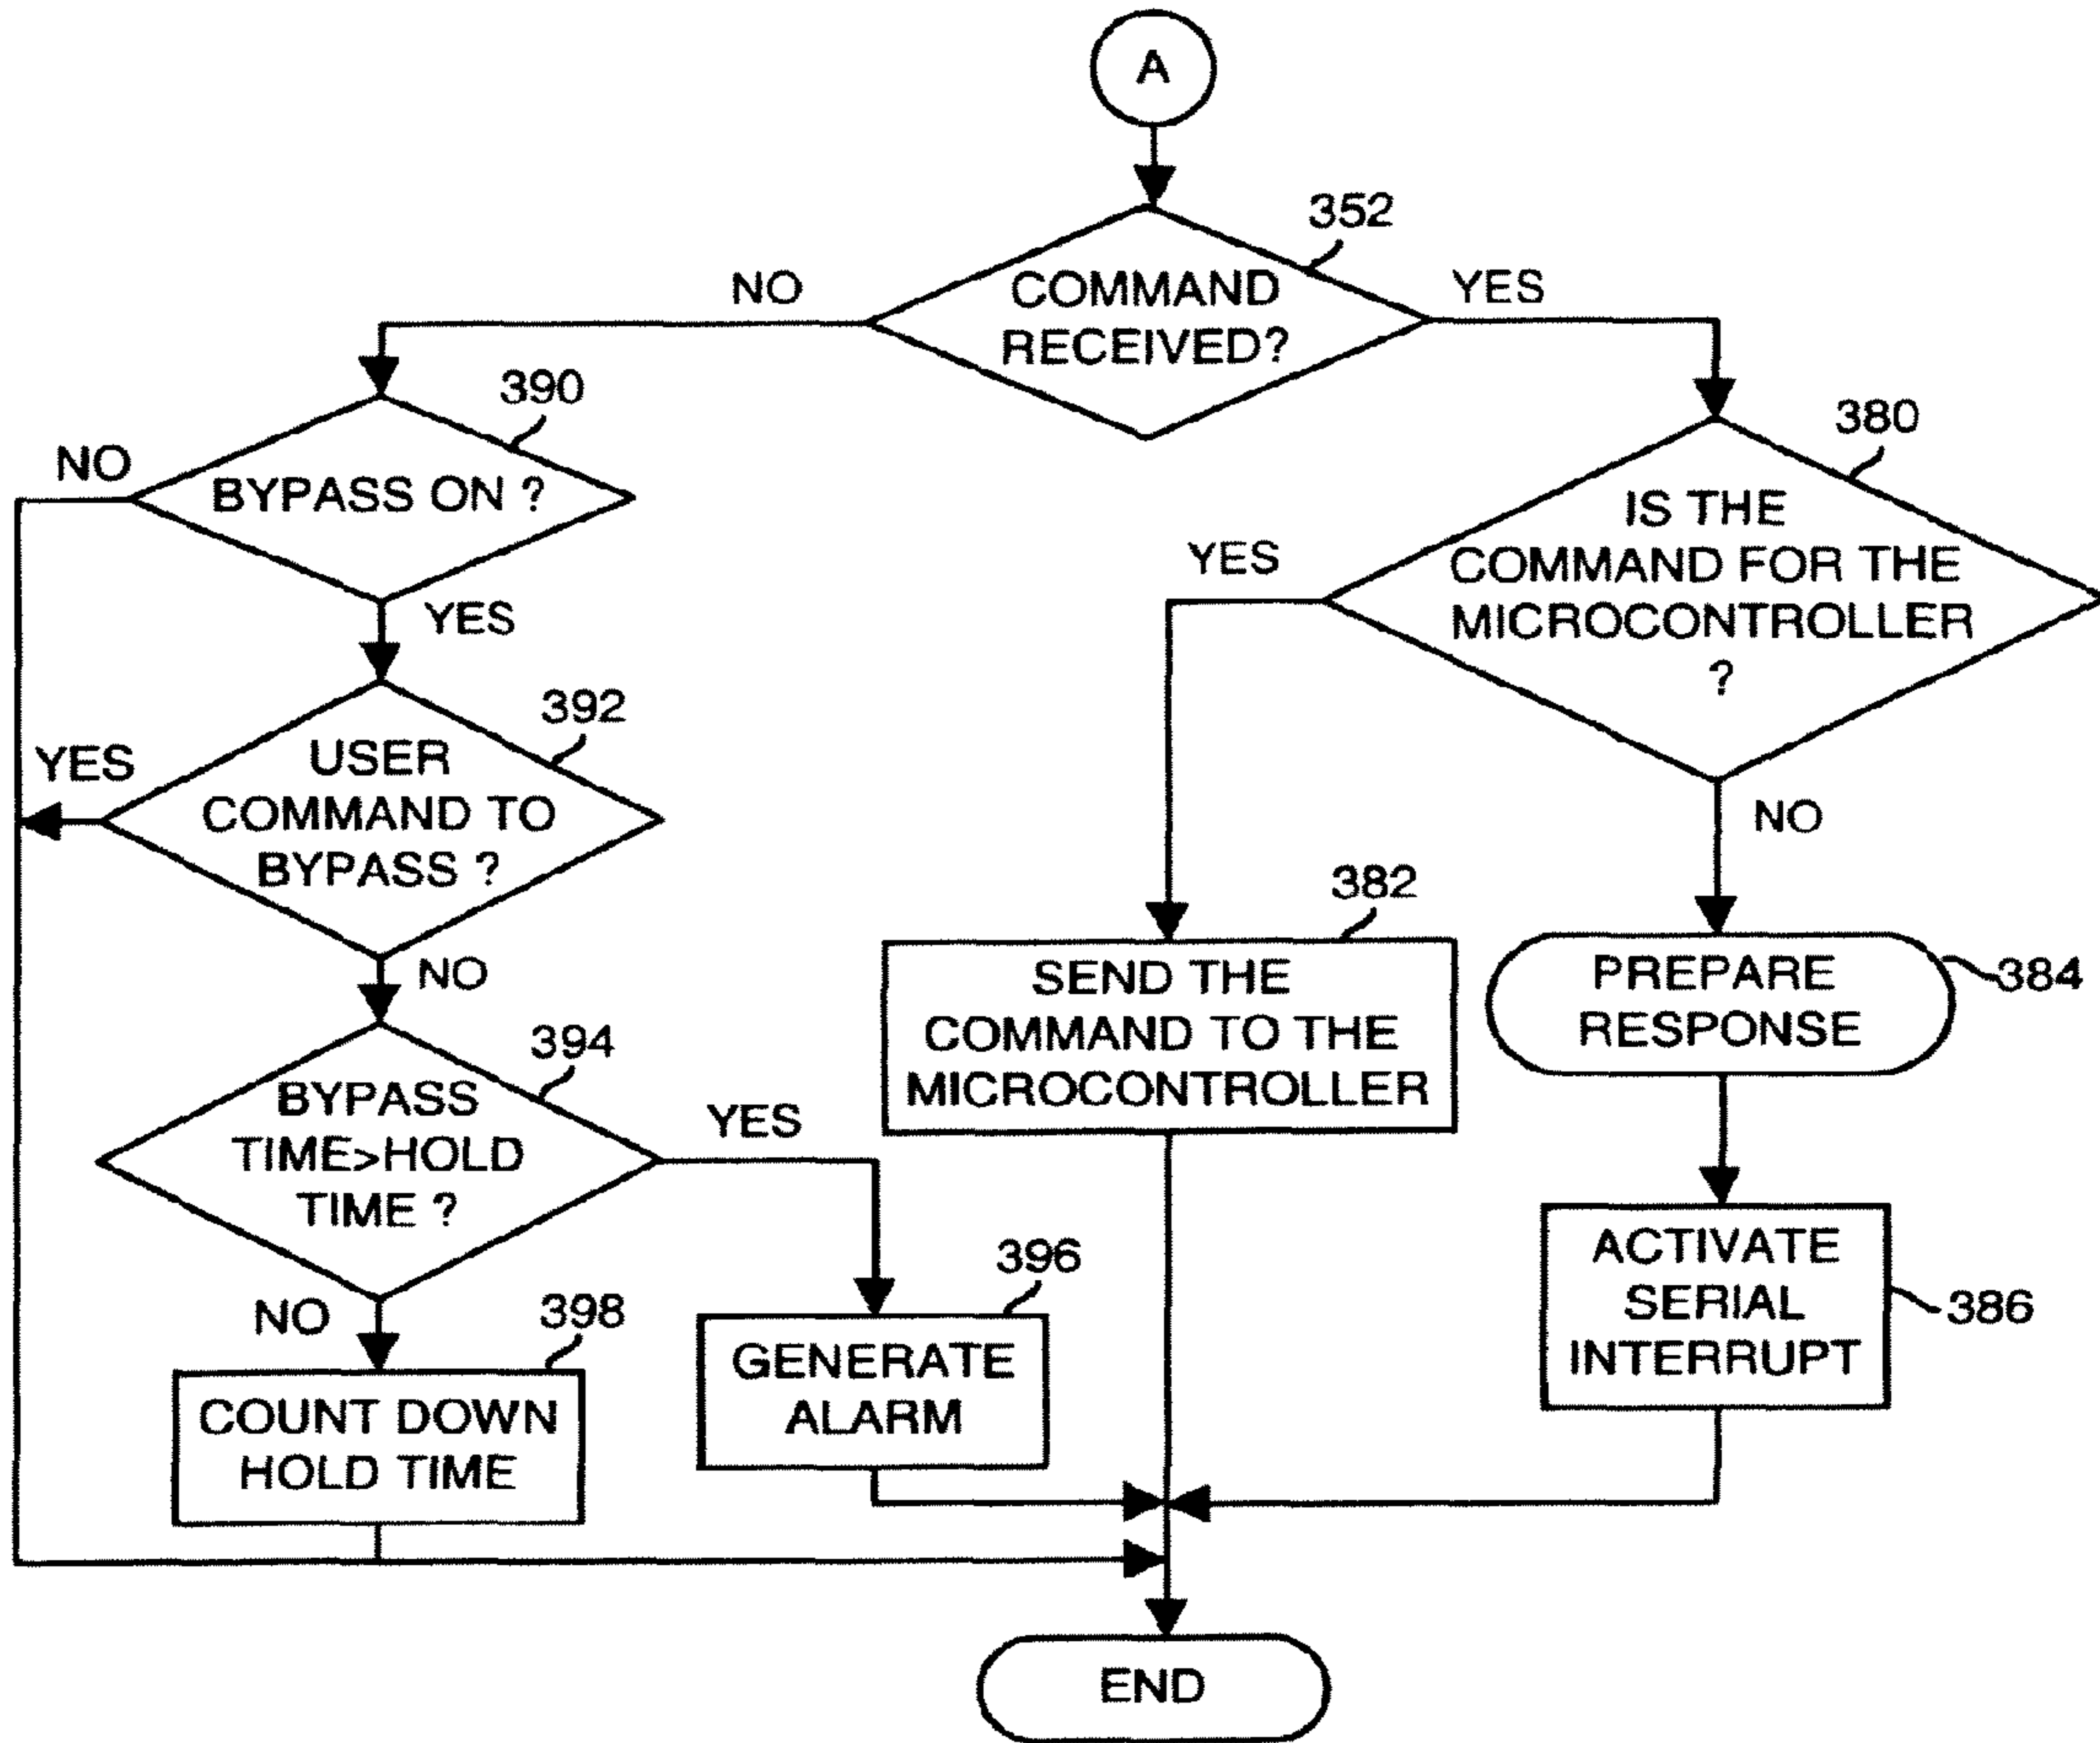 A
352
COMMAND
RECEIVED?
NO
YES
390
BYPASS ON ?
NO
YES
380
IS THE
COMMAND FOR THE
MICROCONTROLLER
?
YES
NO
392
USER
COMMAND TO
BYPASS ?
YES
NO
382
SEND THE
COMMAND TO THE
MICROCONTROLLER
384
PREPARE
RESPONSE
394
BYPASS
TIME>HOLD
TIME ?
YES
NO
386
ACTIVATE
SERIAL
INTERRUPT
396
GENERATE
ALARM
398
COUNT DOWN
HOLD TIME
END